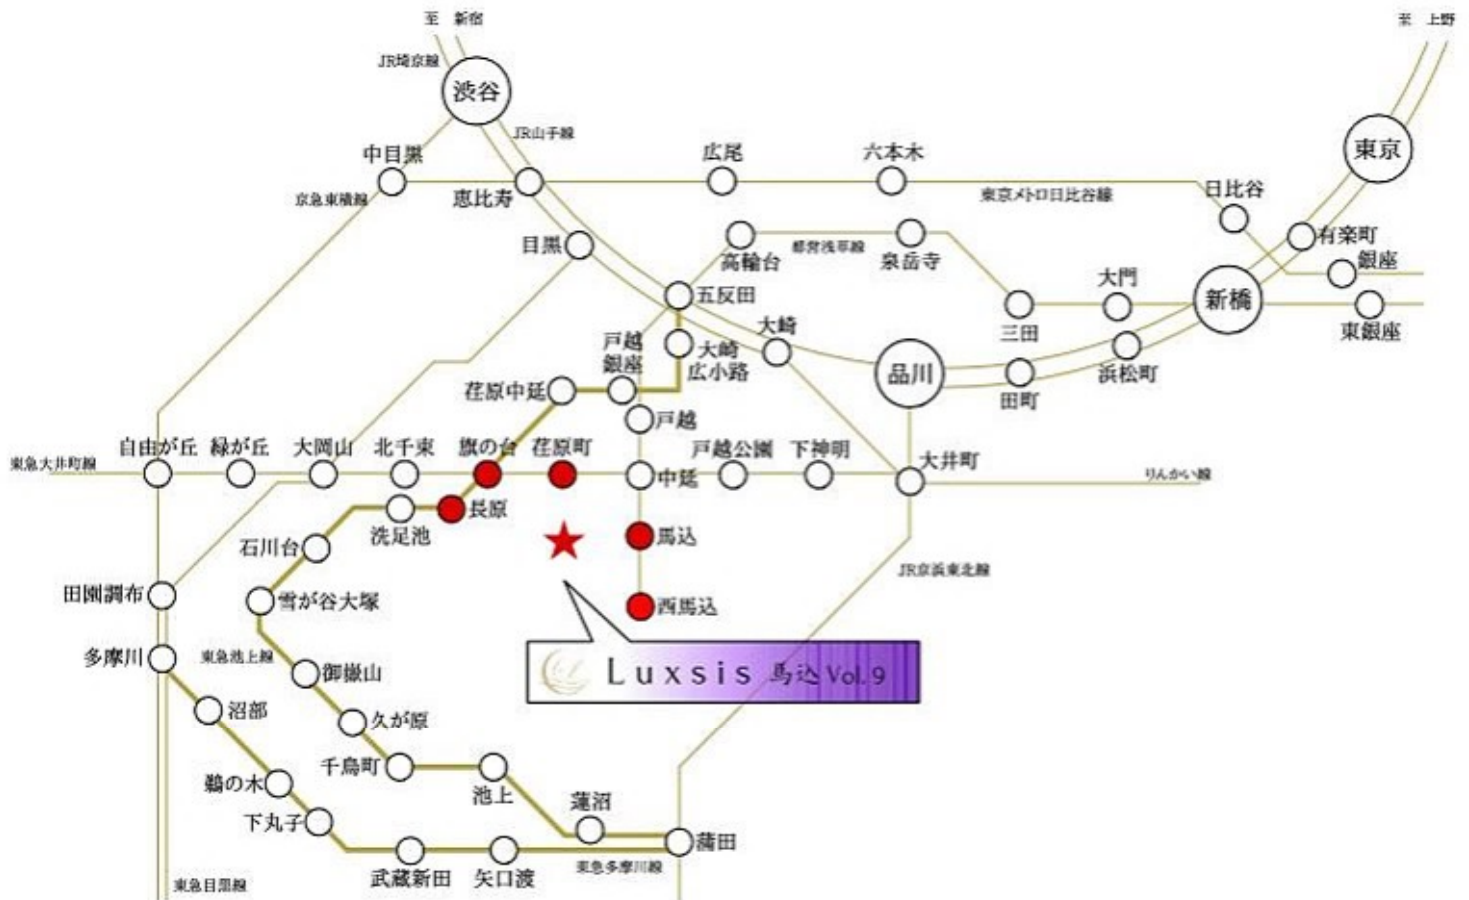 至 新宿
至 上野
JR埼京線
渋谷
JR山手線
東京
中目黒
広尾
六本木
日比谷
京急東横線
恵比寿
東京メトロ日比谷線
目黒
高輪台
都営浅草線
泉岳寺
有楽町
銀座
五反田
大門
新橋
三田
東銀座
戸越
銀座
大崎
広小路
大崎
品川
浜松町
田町
荏原中延
戸越
東急大井町線
自由が丘
緑が丘
大岡山
北千束
旗の台
荏原町
中延
戸越公園
下神明
大井町
りんかい線
長原
洗足池
石川台
馬込
JR京浜東北線
田園調布
雪が谷大塚
西馬込
多摩川
東急池上線
御嶽山
Luxsis 馬込 Vol.9
沼部
久が原
千鳥町
池上
鵜の木
下丸子
蓮沼
蒲田
武蔵新田
矢口渡
東急多摩川線
東急目黒線